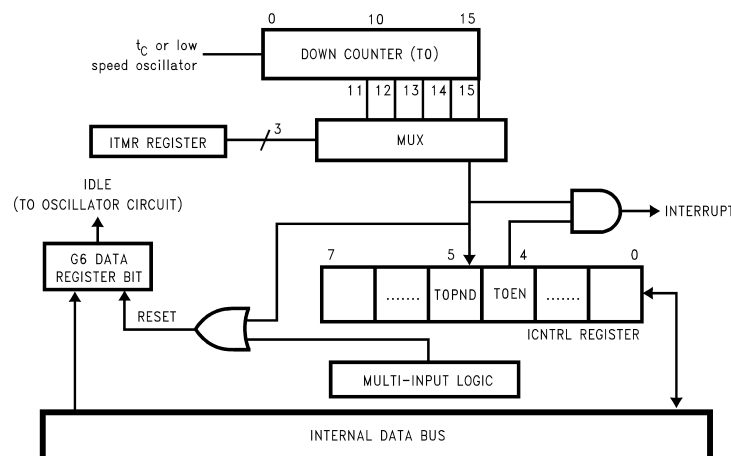 0 10 15
t_C or low
speed oscillator
DOWN COUNTER (T0)
11 12 13 14 15
ITMR REGISTER
3
MUX
IDLE
(TO OSCILLATOR CIRCUIT)
INTERRUPT
G6 DATA
REGISTER BIT
7 5 4 0
....... T0PND T0EN .......
RESET
ICNTRL REGISTER
MULTI-INPUT LOGIC
INTERNAL DATA BUS